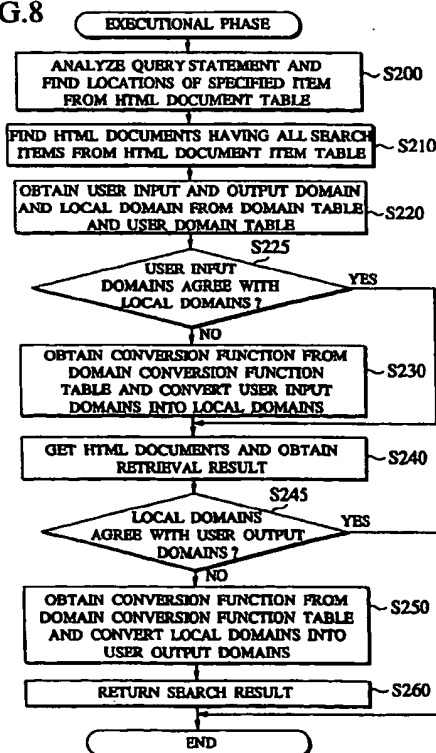 G.8
EXECUTIONAL PHASE
ANALYZE QUERY STATEMENT AND
FIND LOCATIONS OF SPECIFIED ITEM
FROM HTML DOCUMENT TABLE
S200
FIND HTML DOCUMENTS HAVING ALL SEARCH
ITEMS FROM HTML DOCUMENT ITEM TABLE
S210
OBTAIN USER INPUT AND OUTPUT DOMAIN
AND LOCAL DOMAIN FROM DOMAIN TABLE
AND USER DOMAIN TABLE
S220
S225
USER INPUT
DOMAINS AGREE WITH
LOCAL DOMAINS?
YES
NO
OBTAIN CONVERSION FUNCTION FROM
DOMAIN CONVERSION FUNCTION
TABLE AND CONVERT USER INPUT
DOMAINS INTO LOCAL DOMAINS
S230
GET HTML DOCUMENTS AND OBTAIN
RETRIEVAL RESULT
S240
S245
LOCAL DOMAINS
AGREE WITH USER OUTPUT
DOMAINS?
YES
NO
OBTAIN CONVERSION FUNCTION FROM
DOMAIN CONVERSION FUNCTION TABLE
AND CONVERT LOCAL DOMAINS INTO
USER OUTPUT DOMAINS
S250
RETURN SEARCH RESULT
S260
END